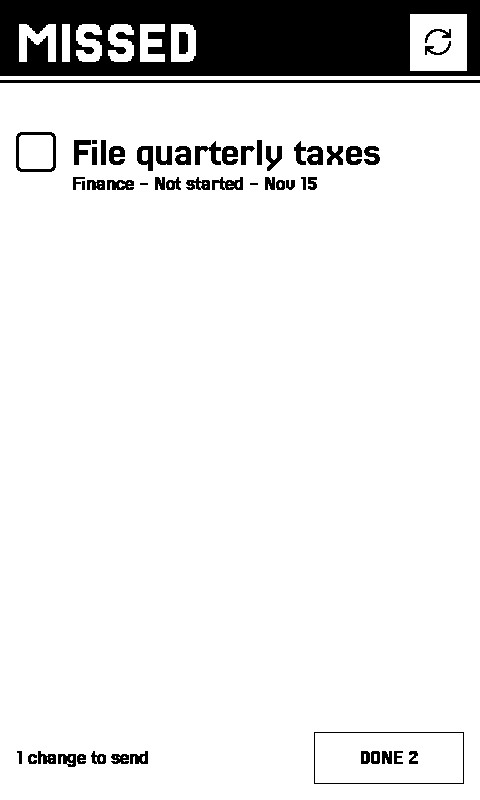 MISSED
File quarterly taxes
Finance – Not started – Nov 15
1 change to send
DONE 2